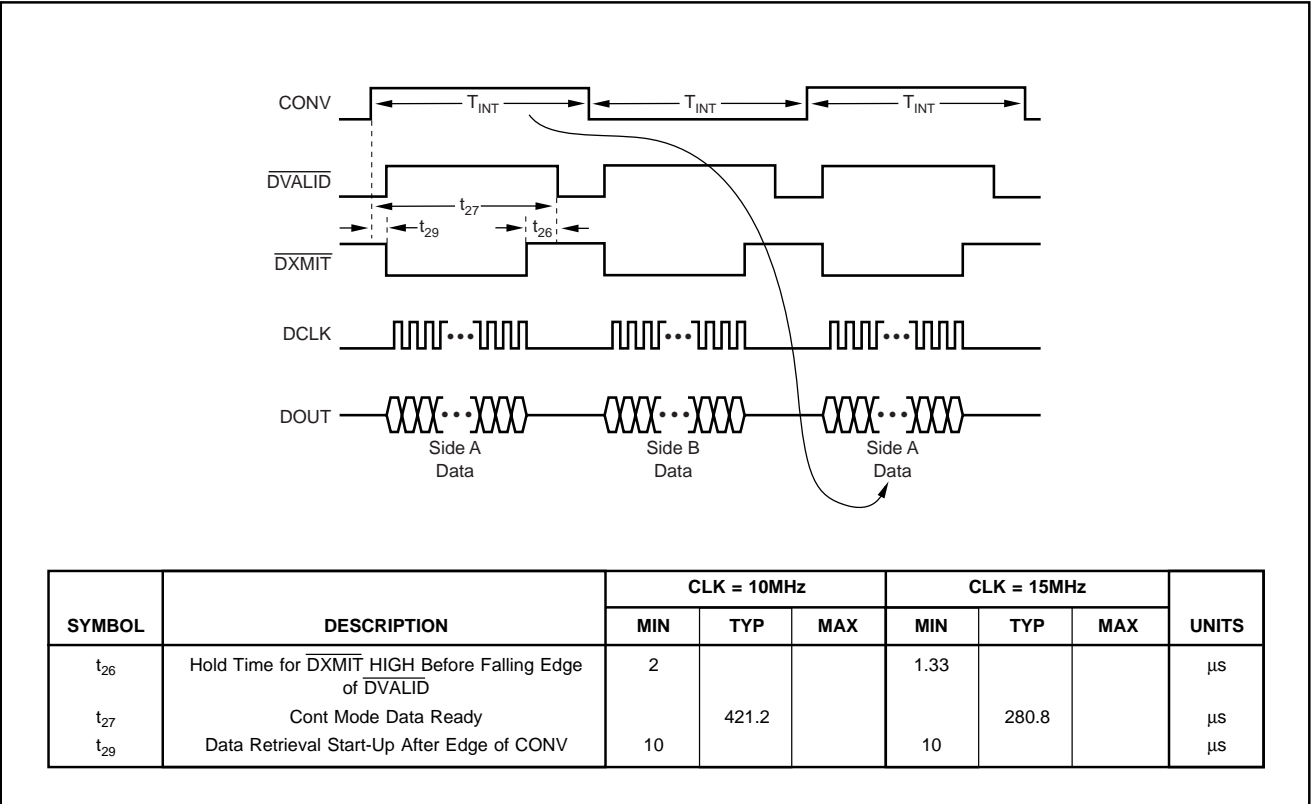 CONV
T_INT T_INT T_INT
DVALID
t27
t29 t26
DXMIT
DCLK
DOUT
Side A Side B Side A
Data Data Data
CLK = 10MHz CLK = 15MHz
SYMBOL DESCRIPTION MIN TYP MAX MIN TYP MAX UNITS
t26 Hold Time for DXMIT HIGH Before Falling Edge 2 1.33 μs
of DVALID
t27 Cont Mode Data Ready 421.2 280.8 μs
t29 Data Retrieval Start-Up After Edge of CONV 10 10 μs